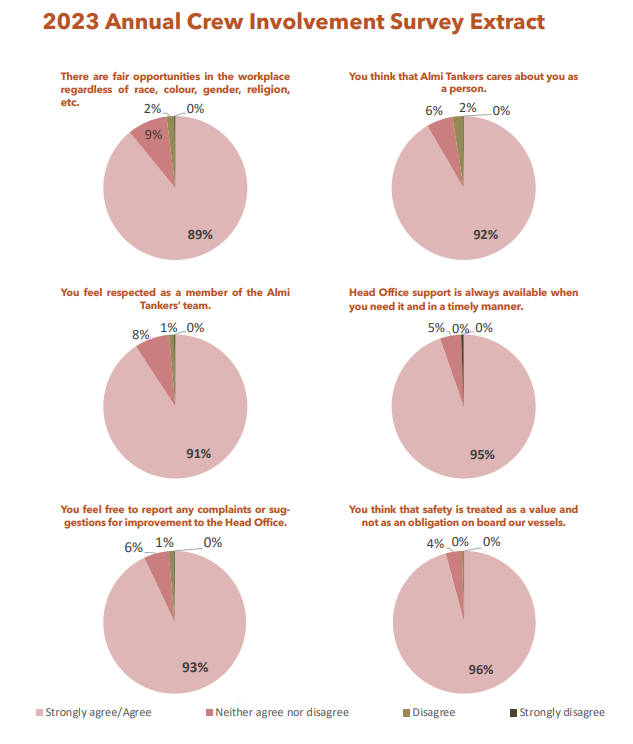 2023 Annual Crew Involvement Survey Extract
There are fair opportunities in the workplace
regardless of race, colour, gender, religion,
etc.
2%
0%
9%
89%
You think that Almi Tankers cares about you as
a person.
6%
2%
0%
92%
You feel respected as a member of the Almi
Tankers' team.
8%
1%
0%
91%
Head Office support is always available when
you need it and in a timely manner.
5%
0%
0%
95%
You feel free to report any complaints or sug-
gestions for improvement to the Head Office.
6%
1%
0%
93%
You think that safety is treated as a value and
not as an obligation on board our vessels.
4%
0%
0%
96%
Strongly agree/Agree
Neither agree nor disagree
Disagree
Strongly disagree